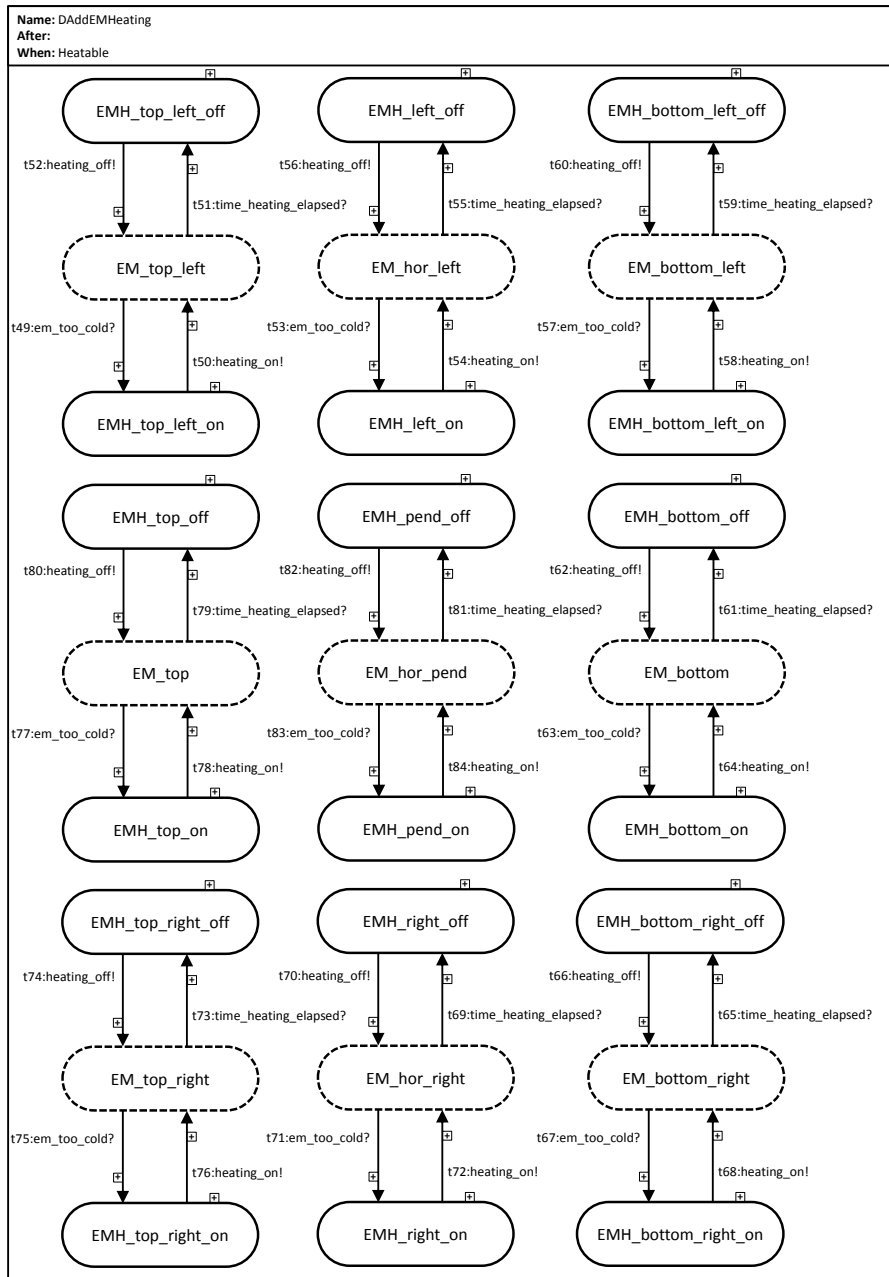 Name: DAddEMHeating
After:
When: Heatable
EMH_top_left_off
EMH_left_off
EMH_bottom_left_off
t52:heating_off!
t56:heating_off!
t60:heating_off!
t51:time_heating_elapsed?
t55:time_heating_elapsed?
t59:time_heating_elapsed?
EM_top_left
EM_hor_left
EM_bottom_left
t49:em_too_cold?
t53:em_too_cold?
t57:em_too_cold?
t50:heating_on!
t54:heating_on!
t58:heating_on!
EMH_top_left_on
EMH_left_on
EMH_bottom_left_on
EMH_top_off
EMH_pend_off
EMH_bottom_off
t80:heating_off!
t82:heating_off!
t62:heating_off!
t79:time_heating_elapsed?
t81:time_heating_elapsed?
t61:time_heating_elapsed?
EM_top
EM_hor_pend
EM_bottom
t77:em_too_cold?
t83:em_too_cold?
t63:em_too_cold?
t78:heating_on!
t84:heating_on!
t64:heating_on!
EMH_top_on
EMH_pend_on
EMH_bottom_on
EMH_top_right_off
EMH_right_off
EMH_bottom_right_off
t74:heating_off!
t70:heating_off!
t66:heating_off!
t73:time_heating_elapsed?
t69:time_heating_elapsed?
t65:time_heating_elapsed?
EM_top_right
EM_hor_right
EM_bottom_right
t75:em_too_cold?
t71:em_too_cold?
t67:em_too_cold?
t76:heating_on!
t72:heating_on!
t68:heating_on!
EMH_top_right_on
EMH_right_on
EMH_bottom_right_on